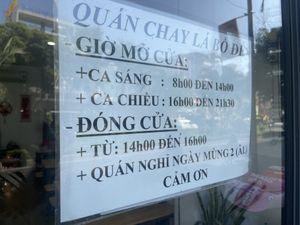 QUÁN CHAY LÁ BỒ ĐỀ
-GIỜ MỞ CỬA:
+CA SÁNG : 8h00 ĐẾN 14h00
+ CA CHIỀU: 16h00 ĐẾN 21h30
-ĐÓNG CỬA:
+ TỪ: 14h00 ĐẾN 16h00
+ QUÁN NGHỈ NGÀY MÙNG 2 (ÂL)
CẢM ƠN